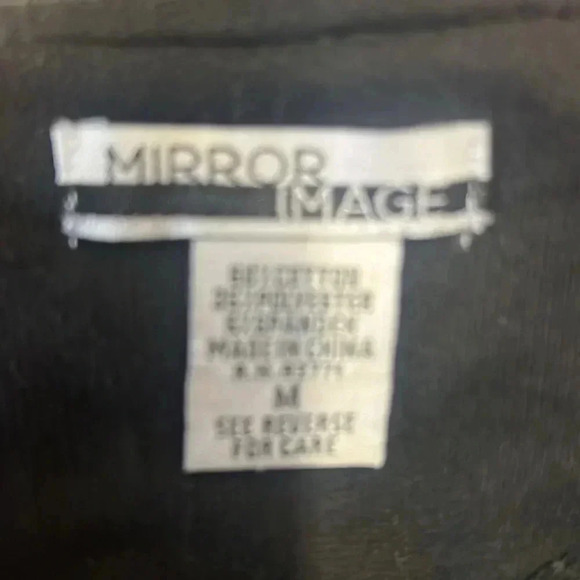 MIRROR
IMAGE
COTTON
POLYESTER
SPANDEX
MADE IN CHINA
R.N.
M
SEE REVERSE
FOR CARE